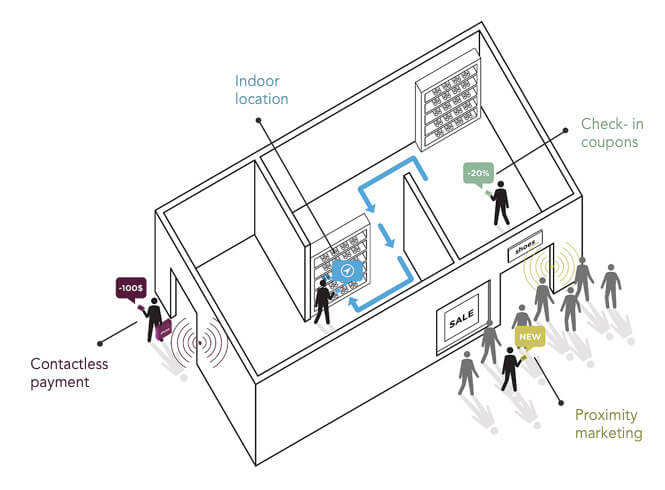 Indoor
location
Check- in
coupons
-20%
shoes
-100$
SALE
NEW
Contactless
payment
Proximity
marketing